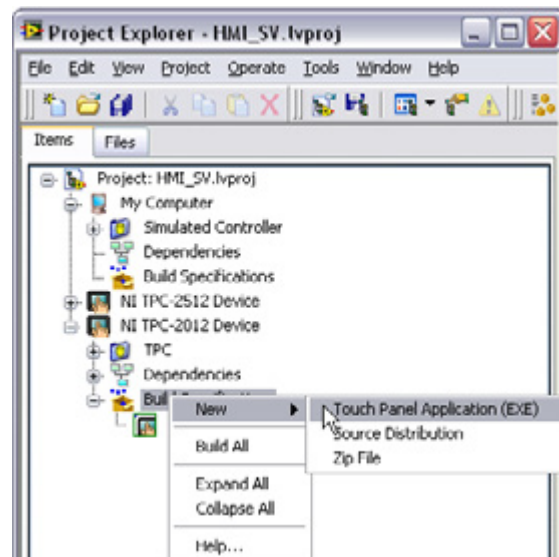 Project Explorer - HMI_SV.lvproj
File Edit View Project Operate Tools Window Help
Items Files
Project: HMI_SV.lvproj
My Computer
Simulated Controller
Dependencies
Build Specifications
NI TPC-2512 Device
NI TPC-2012 Device
TPC
Dependencies
New Touch Panel Application (EXE)
Source Distribution
Build All
Zip File
Expand All
Collapse All
Help...